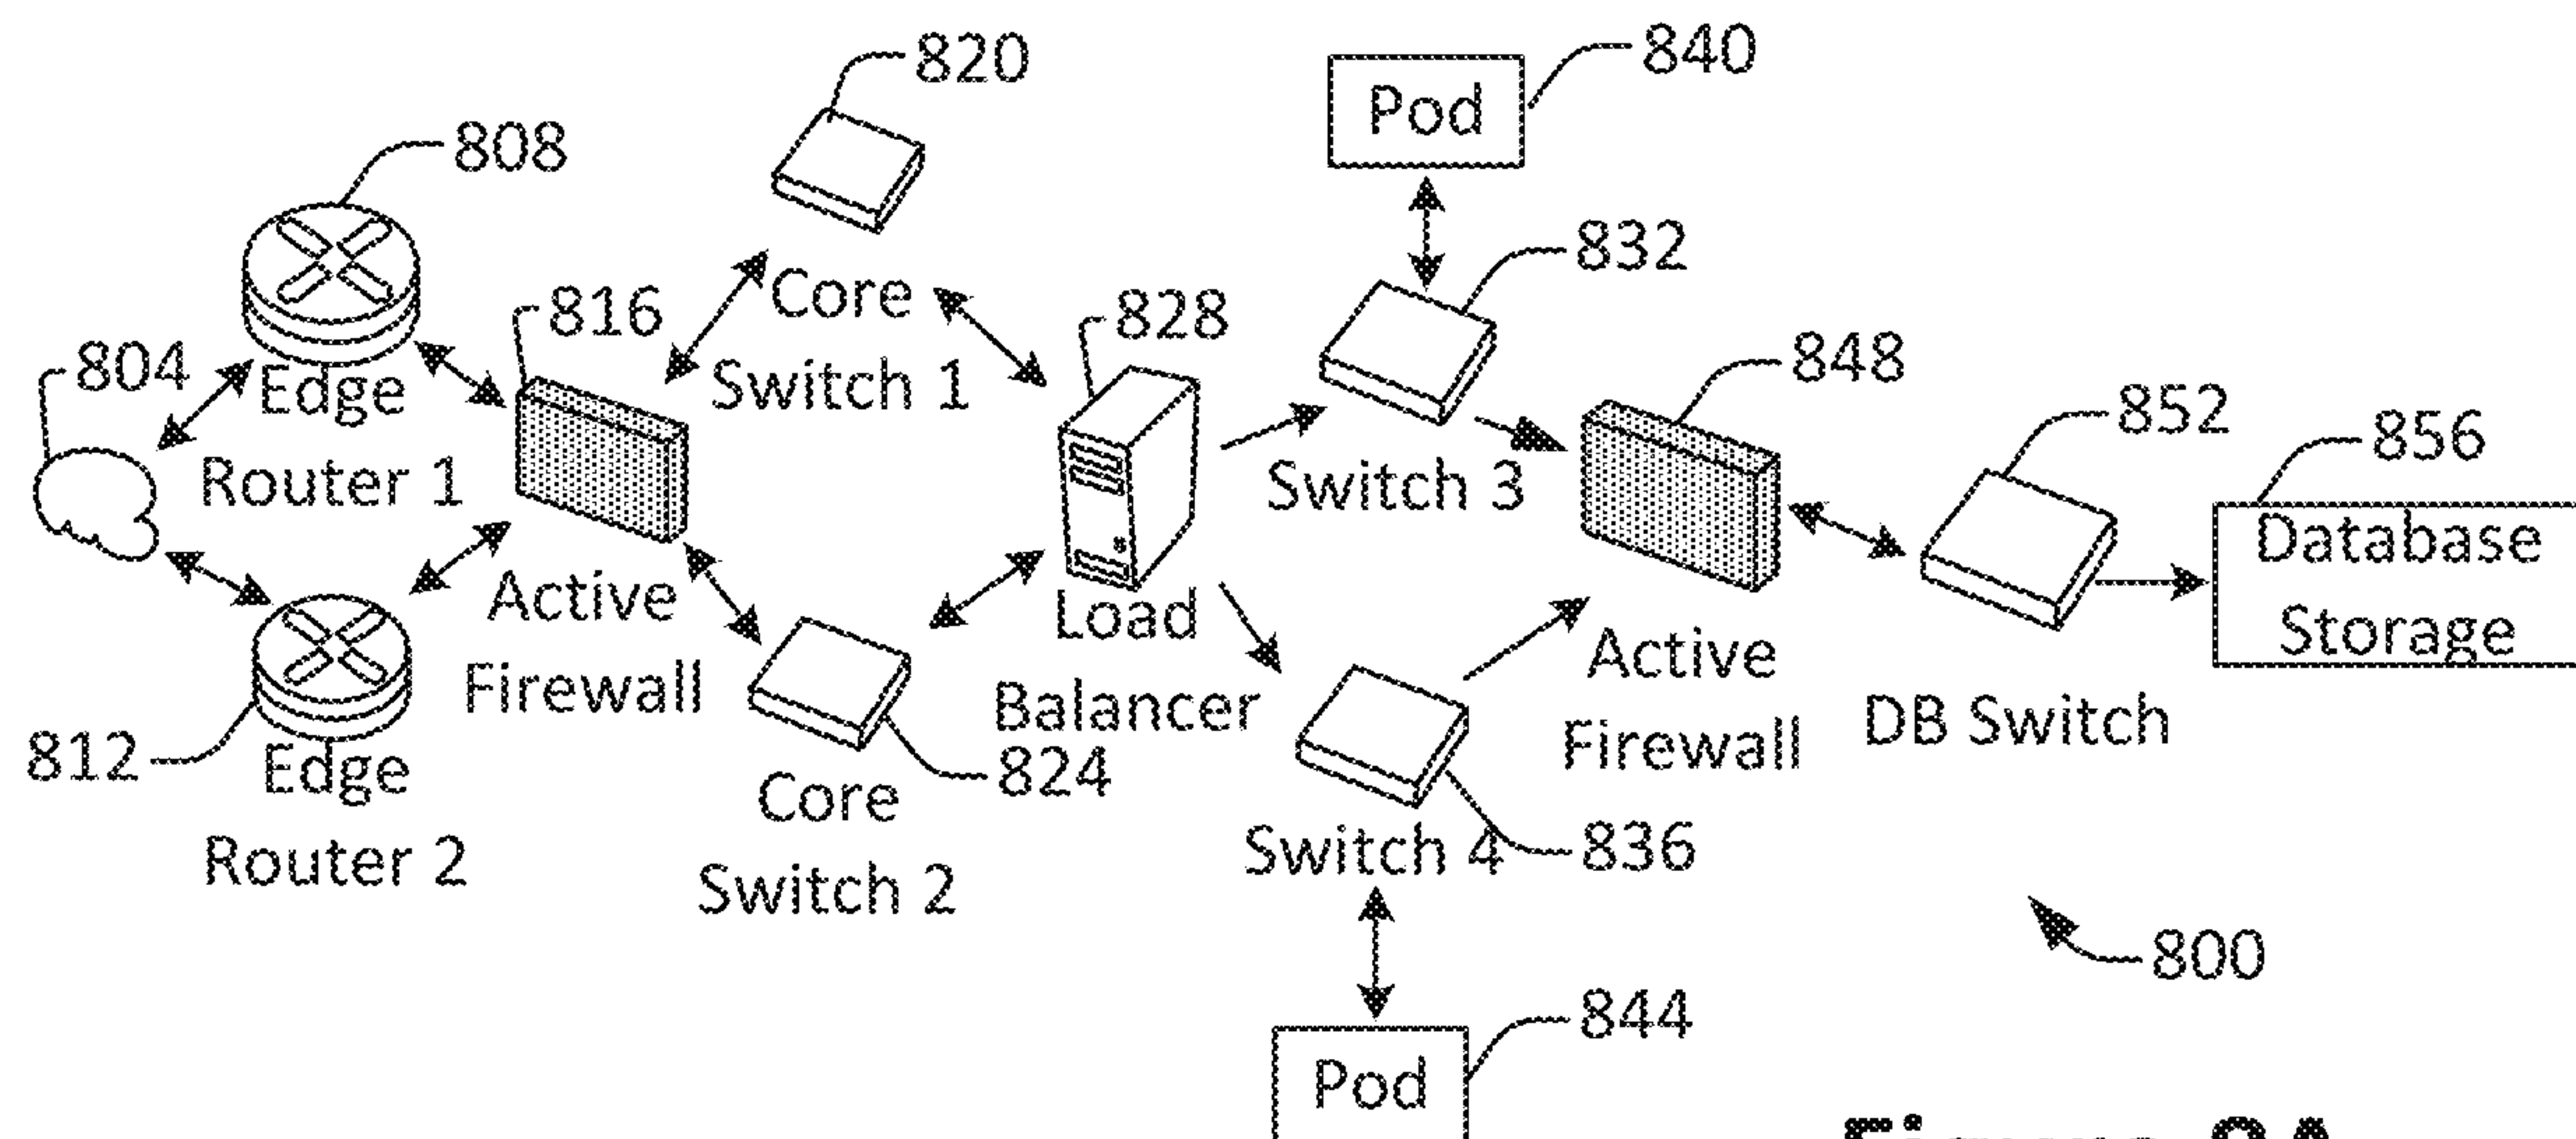 820
840
Pod
808
832
816
Core
828
848
804
Edge
Switch 1
852
856
Router 1
Switch 3
Database
Active
Load
Storage
Active
Firewall
Balancer
DB Switch
Firewall
812
Edge
824
Core
Router 2
Switch 4
836
Switch 2
800
844
Pod
Figure 8A